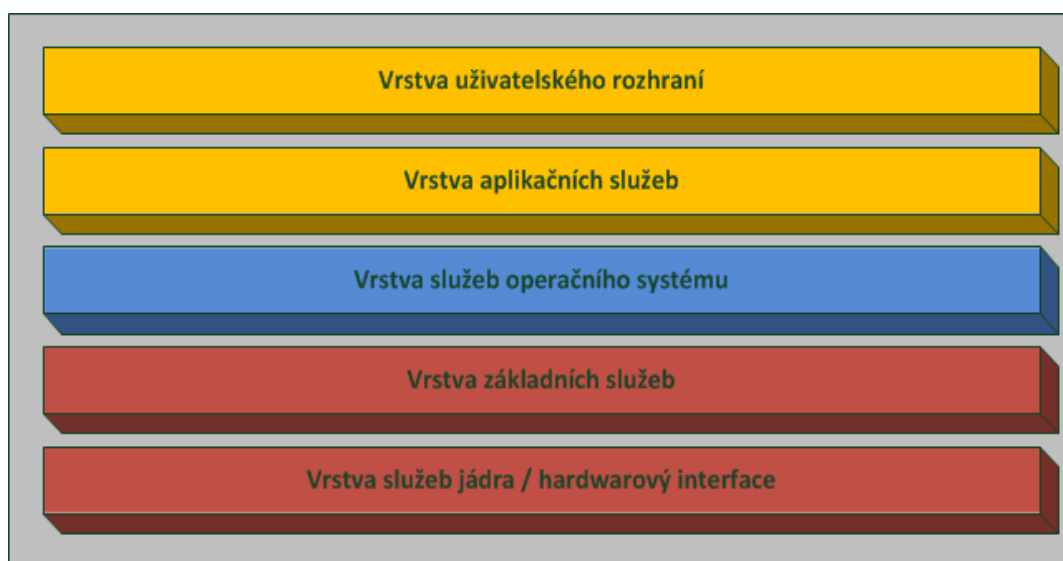 Vrstva uživatelského rozhraní
Vrstva aplikačních služeb
Vrstva služeb operačního systému
Vrstva základních služeb
Vrstva služeb jádra / hardwarový interface